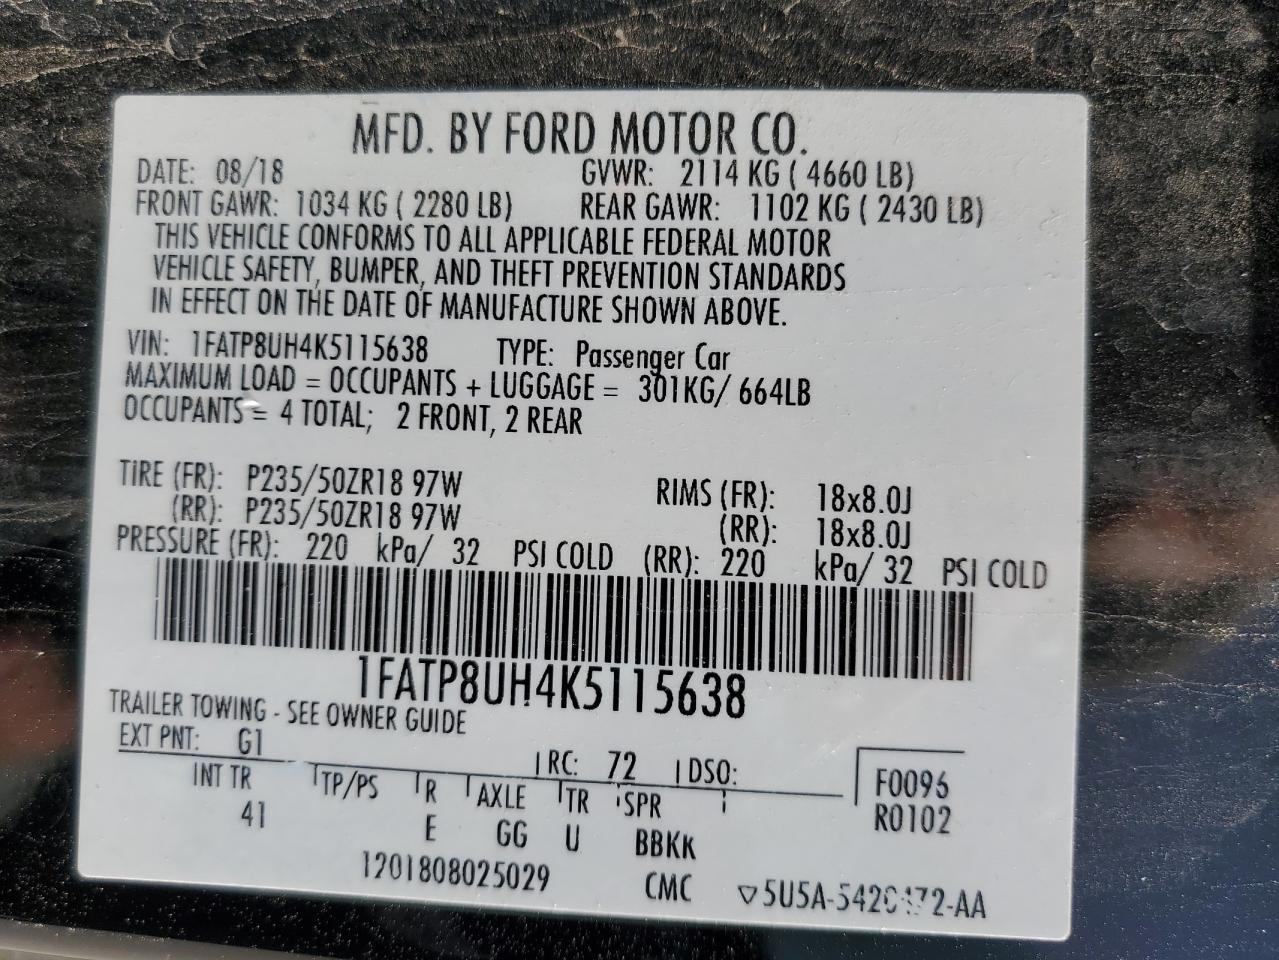 MFD. BY FORD MOTOR CO.
DATE: 08/18 GVWR: 2114 KG ( 4660 LB)
FRONT GAWR: 1034 KG ( 2280 LB) REAR GAWR: 1102 KG ( 2430 LB)
THIS VEHICLE CONFORMS TO ALL APPLICABLE FEDERAL MOTOR
VEHICLE SAFETY, BUMPER, AND THEFT PREVENTION STANDARDS
IN EFFECT ON THE DATE OF MANUFACTURE SHOWN ABOVE.
VIN: 1FATP8UH4K5115638 TYPE: Passenger Car
MAXIMUM LOAD = OCCUPANTS + LUGGAGE = 301KG/ 664LB
OCCUPANTS = 4 TOTAL; 2 FRONT, 2 REAR
TIRE (FR): P235/50ZR18 97W RIMS (FR): 18x8.0J
(RR): P235/50ZR18 97W (RR): 18x8.0J
PRESSURE (FR): 220 kPa/ 32 PSI COLD (RR): 220 kPa/ 32 PSI COLD
1FATP8UH4K5115638
TRAILER TOWING - SEE OWNER GUIDE
EXT PNT: G1 RC: 72 DSO:
INT TR TP/PS R AXLE TR SPR F0096
41 E GG U BBKK R0102
1201808025029 CMC